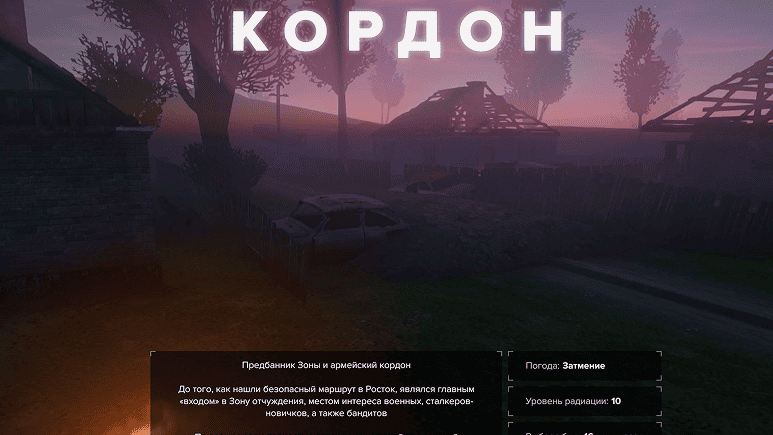 КОРДОН
Предбанник Зоны и армейский кордон
До того, как нашли безопасный маршрут в Росток, являлся главным
«входом» в Зону отчуждения, местом интереса военных, сталкеров-
новичков, а также бандитов
Погода: Затмение
Уровень радиации: 10